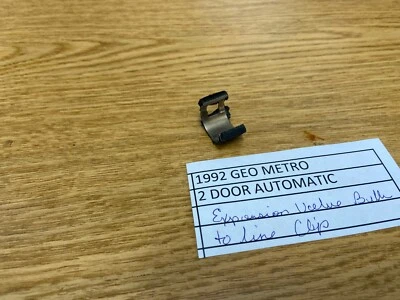 1992 GEO METRO
2 DOOR AUTOMATIC
Expansion Valve Bulb
to line Clip